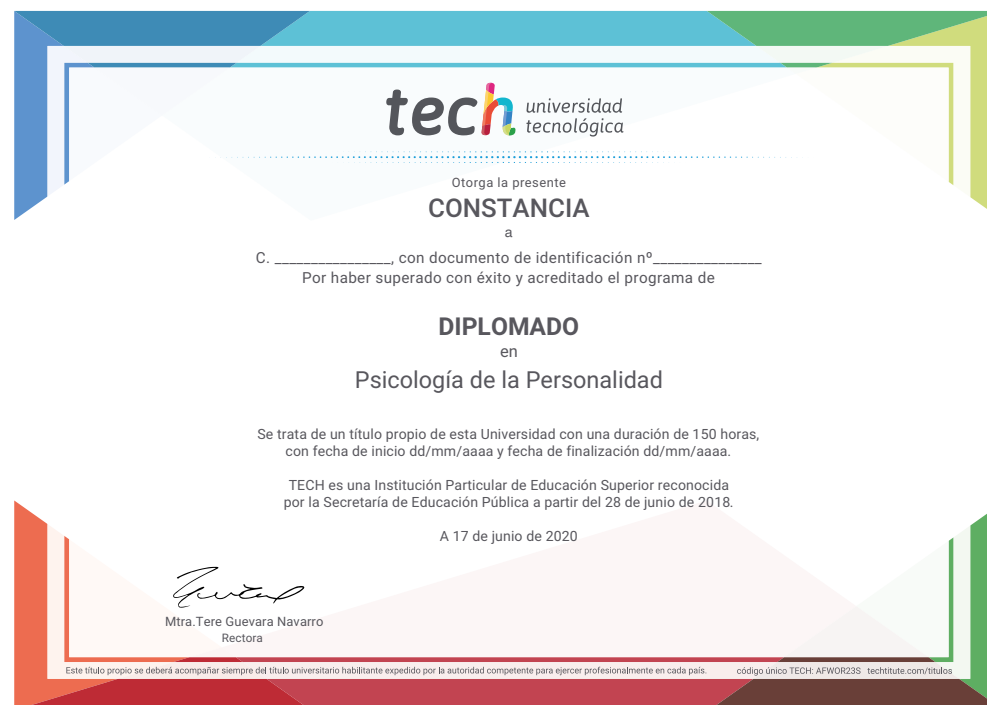 tech universidad
tecnológica
Otorga la presente
CONSTANCIA
a
C. ________________, con documento de identificación nº_______________
Por haber superado con éxito y acreditado el programa de
DIPLOMADO
en
Psicología de la Personalidad
Se trata de un título propio de esta Universidad con una duración de 150 horas,
con fecha de inicio dd/mm/aaaa y fecha de finalización dd/mm/aaaa.
TECH es una Institución Particular de Educación Superior reconocida
por la Secretaría de Educación Pública a partir del 28 de junio de 2018.
A 17 de junio de 2020
Mtra.Tere Guevara Navarro
Rectora
Este título propio se deberá acompañar siempre del título universitario habilitante expedido por la autoridad competente para ejercer profesionalmente en cada país. código único TECH: AFWOR23S techtitute.com/titulos